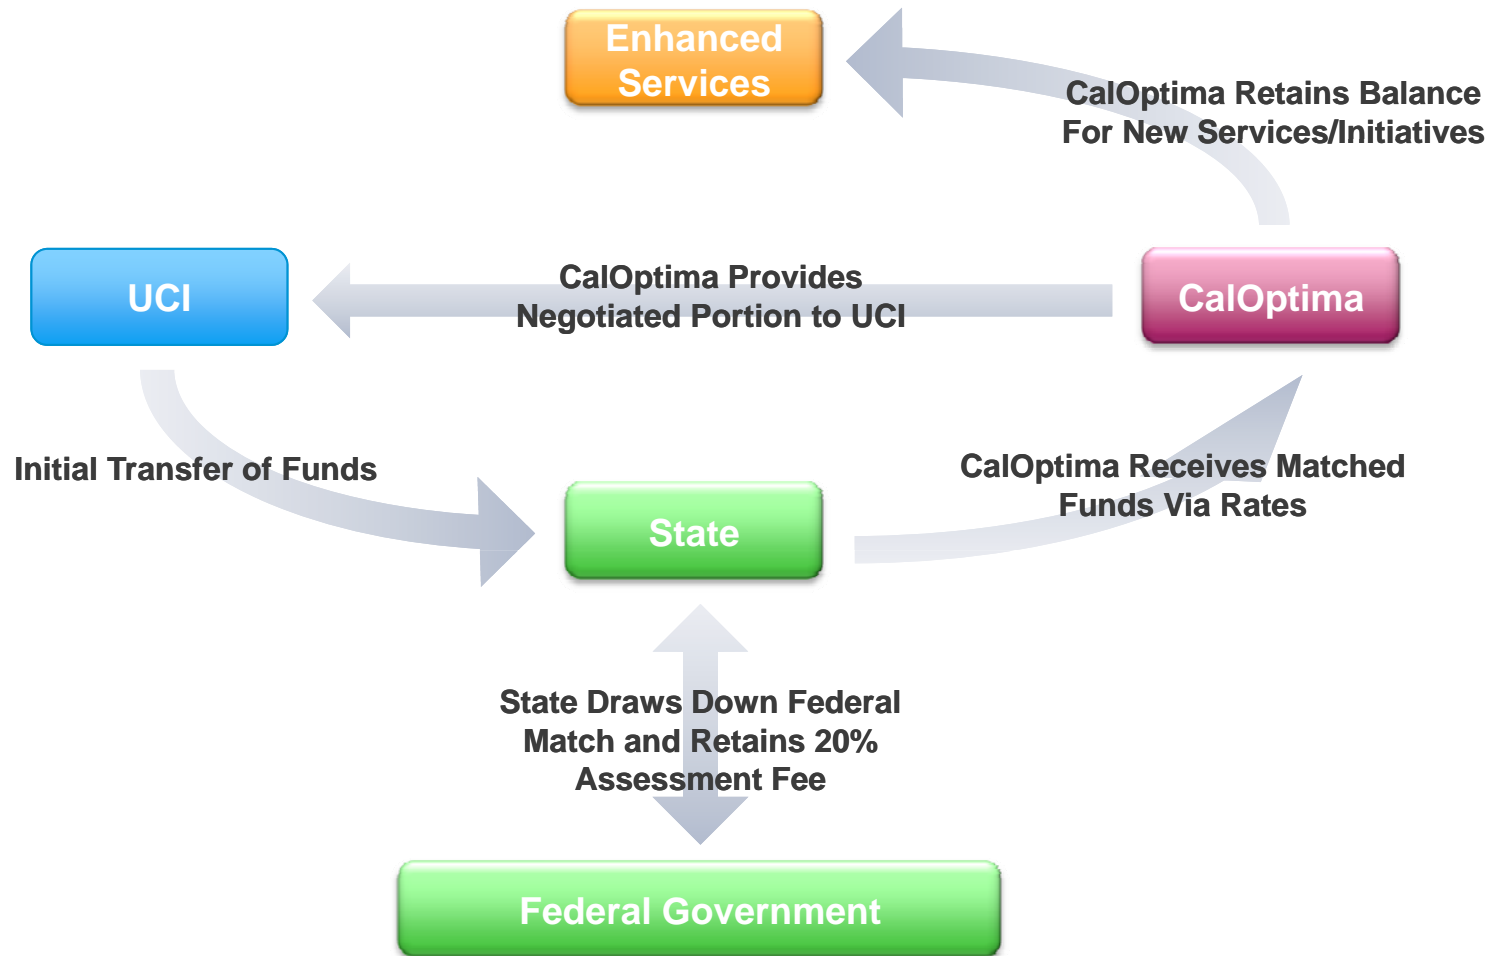 Enhanced
Services
CalOptima Retains Balance
For New Services/Initiatives
UCI
CalOptima Provides
Negotiated Portion to UCI
CalOptima
Initial Transfer of Funds
CalOptima Receives Matched
Funds Via Rates
State
State Draws Down Federal
Match and Retains 20%
Assessment Fee
Federal Government